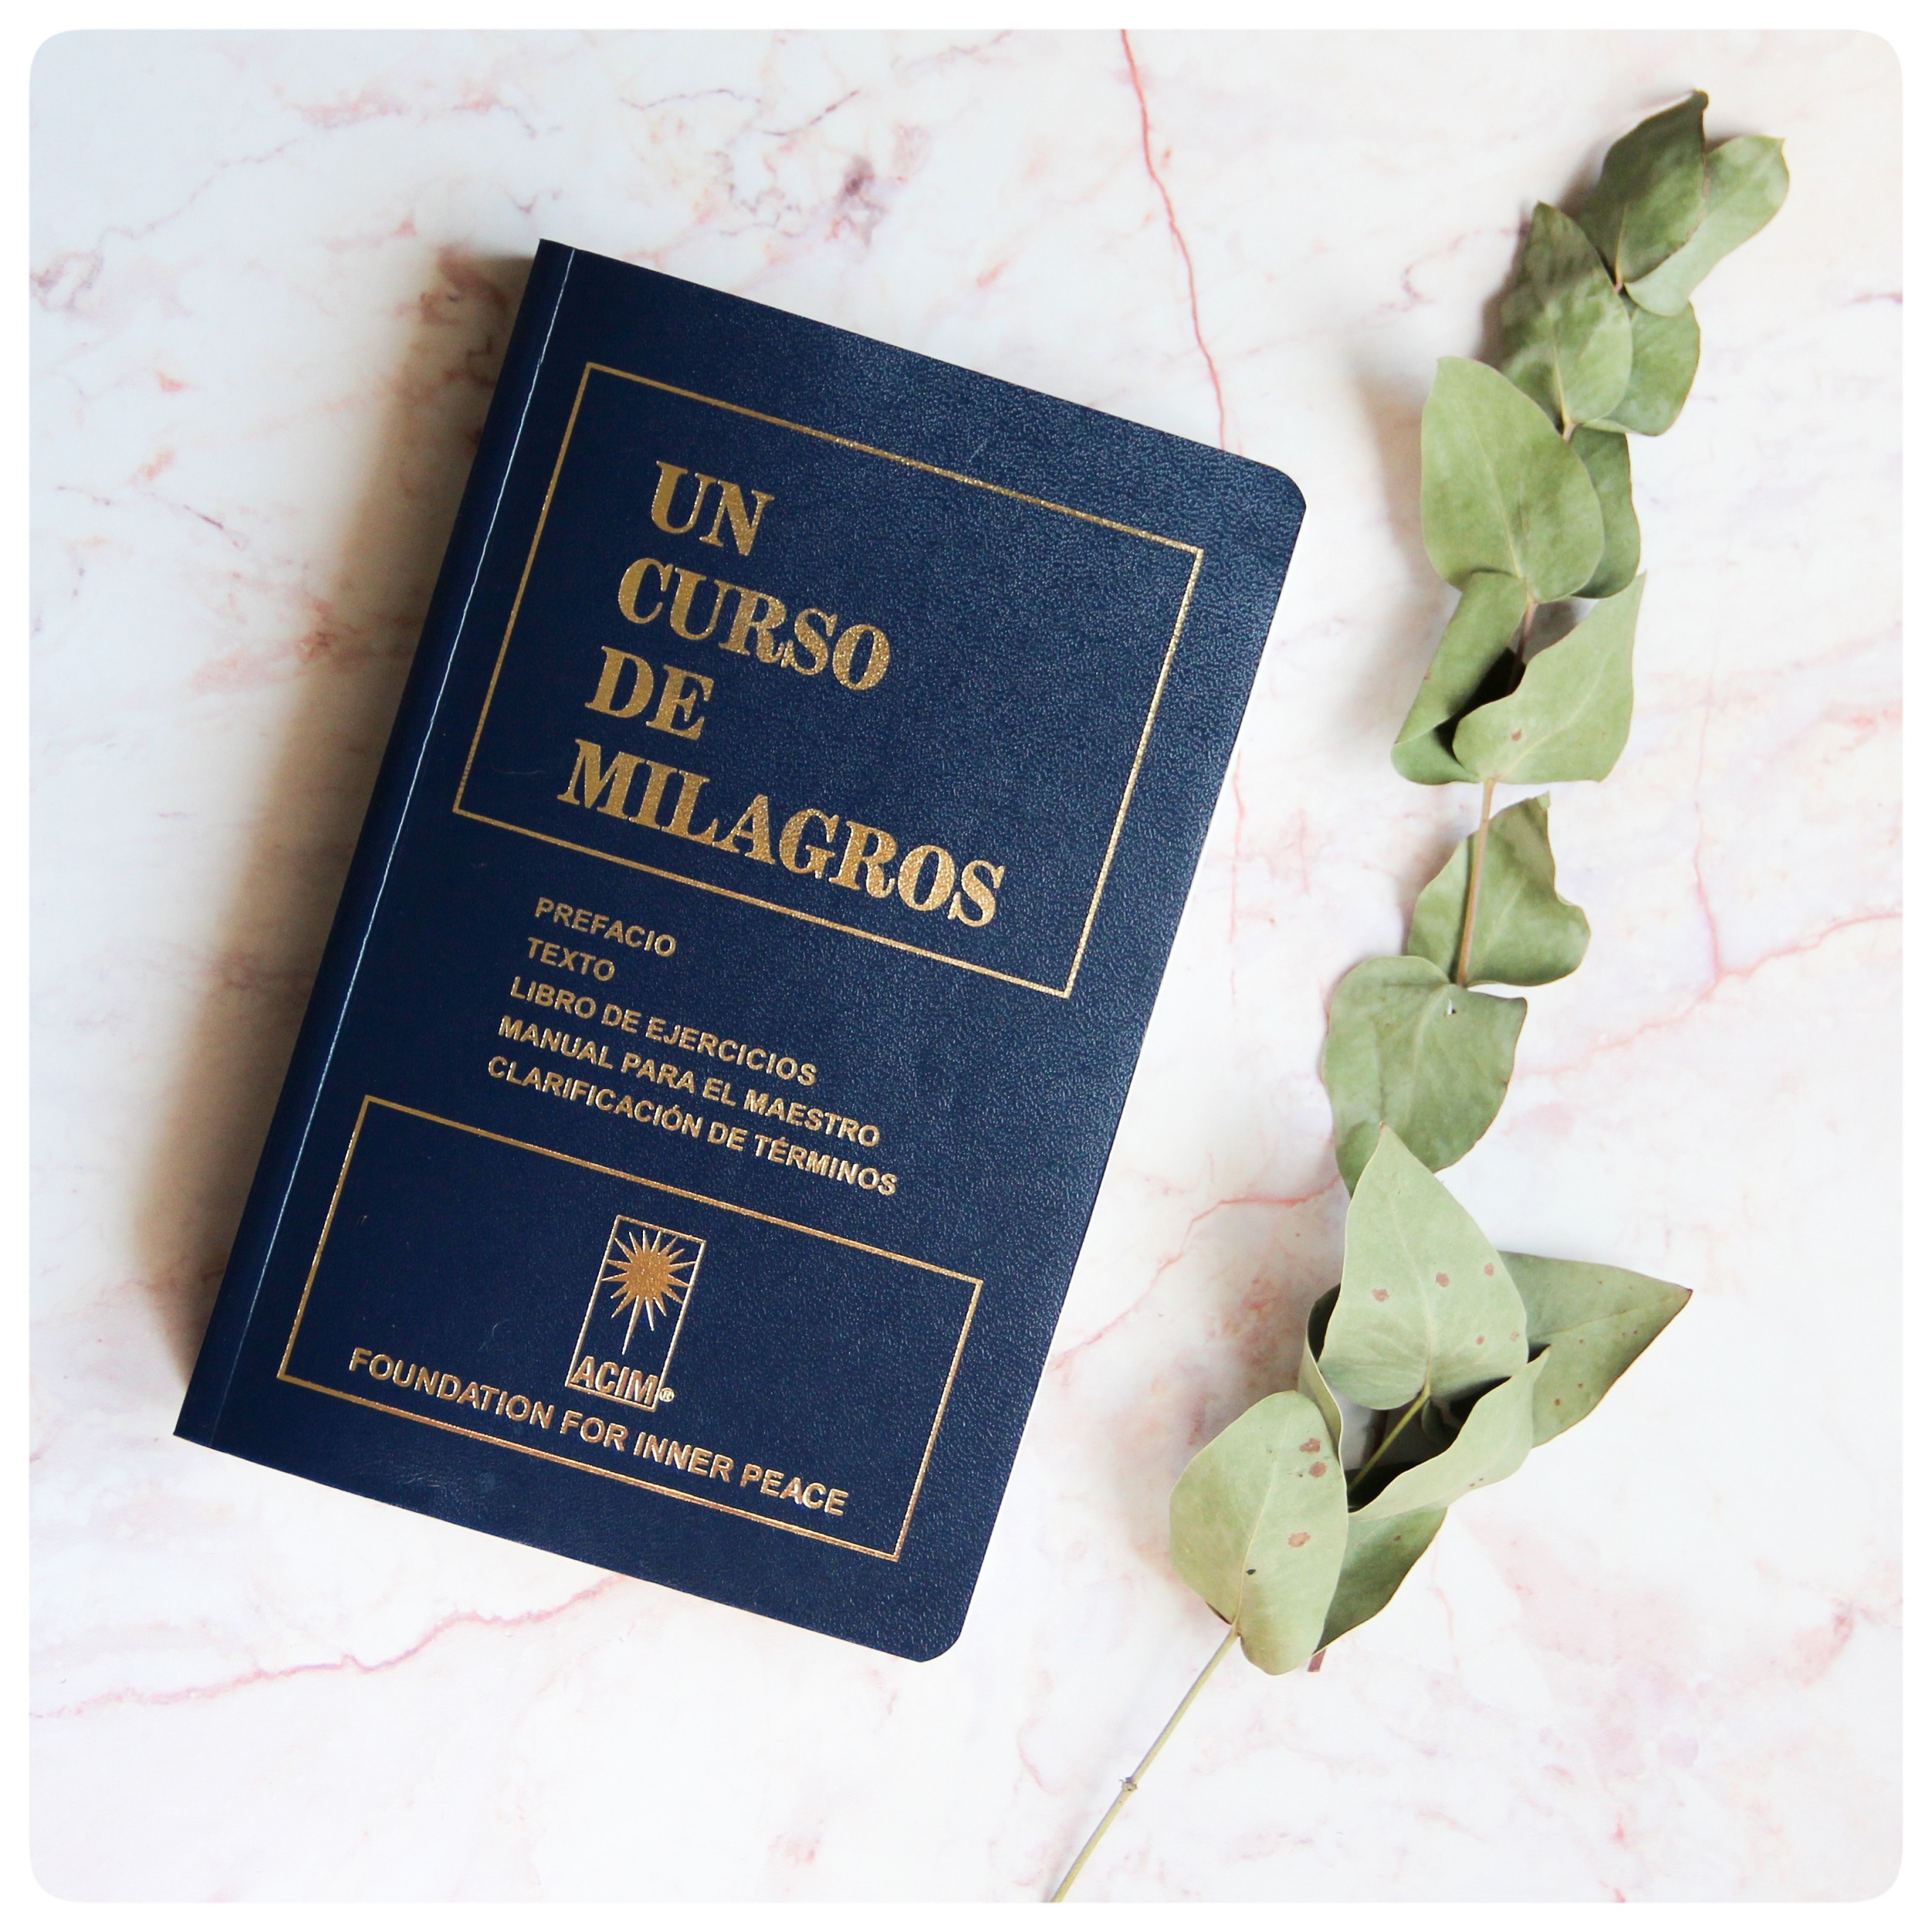 UN
CURSO
DE
MILAGROS
PREFACIO
TEXTO
LIBRO DE EJERCICIOS
MANUAL PARA EL MAESTRO
CLARIFICACIÓN DE TÉRMINOS
ACIM®
FOUNDATION FOR INNER PEACE